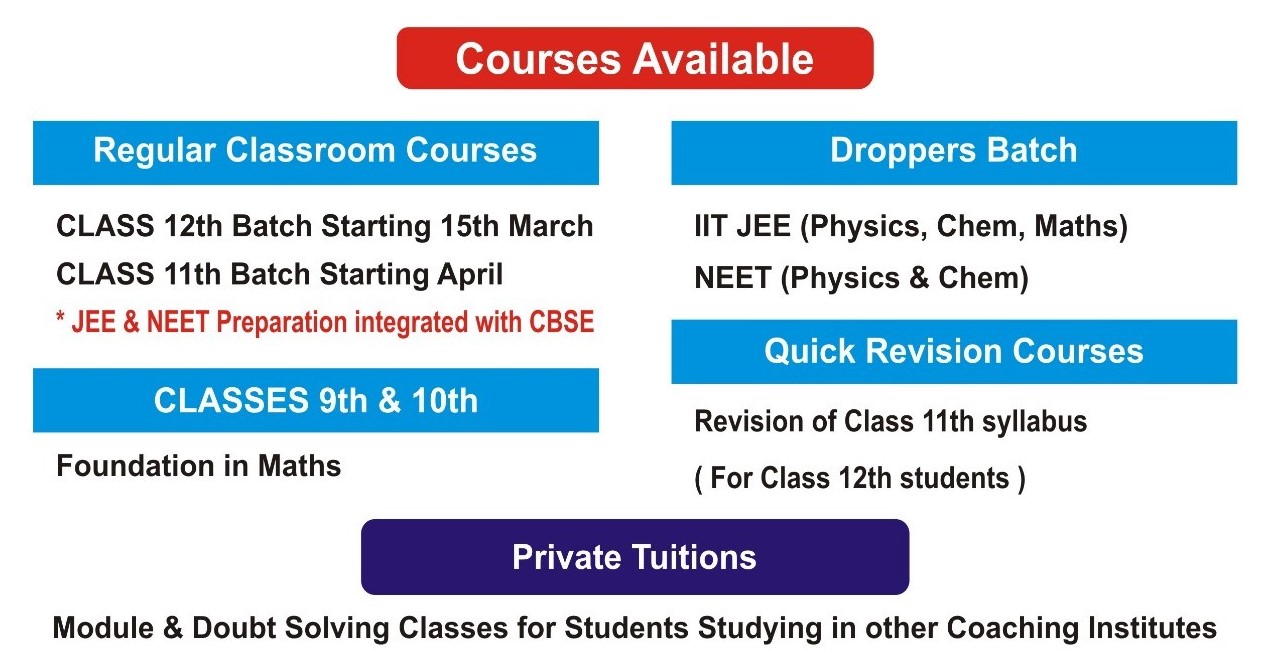 Courses Available
Regular Classroom Courses
CLASS 12th Batch Starting 15th March
CLASS 11th Batch Starting April
* JEE & NEET Preparation integrated with CBSE
CLASSES 9th & 10th
Foundation in Maths
Droppers Batch
IIT JEE (Physics, Chem, Maths)
NEET (Physics & Chem)
Quick Revision Courses
Revision of Class 11th syllabus
( For Class 12th students )
Private Tuitions
Module & Doubt Solving Classes for Students Studying in other Coaching Institutes